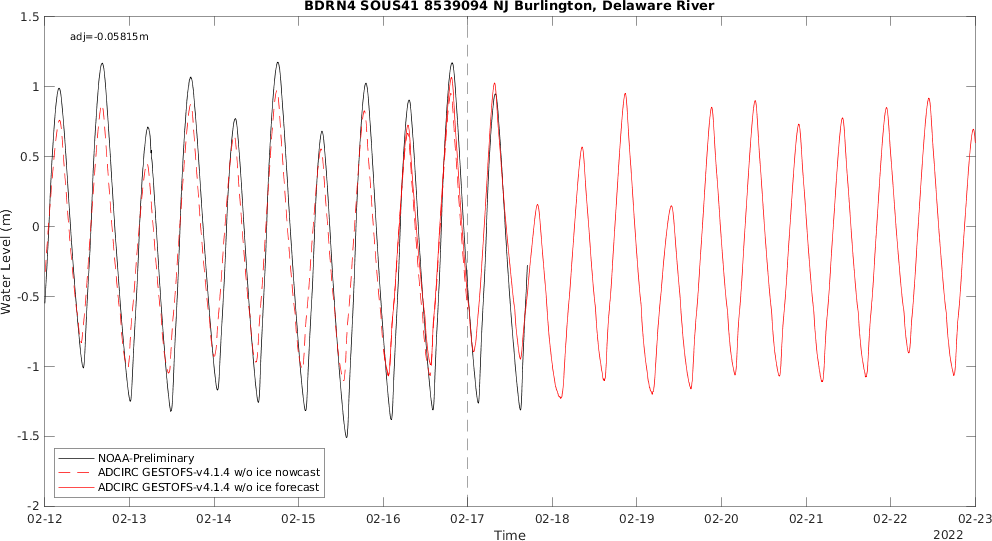 BDRN4 SOUS41 8539094 NJ Burlington, Delaware River
adj=-0.05815m
1.5
1
0.5
0
-0.5
-1
-1.5
-2
Water Level (m)
NOAA-Preliminary
ADCIRC GESTOFS-v4.1.4 w/o ice nowcast
ADCIRC GESTOFS-v4.1.4 w/o ice forecast
02-12 02-13 02-14 02-15 02-16 02-17 02-18 02-19 02-20 02-21 02-22 02-23
Time
2022